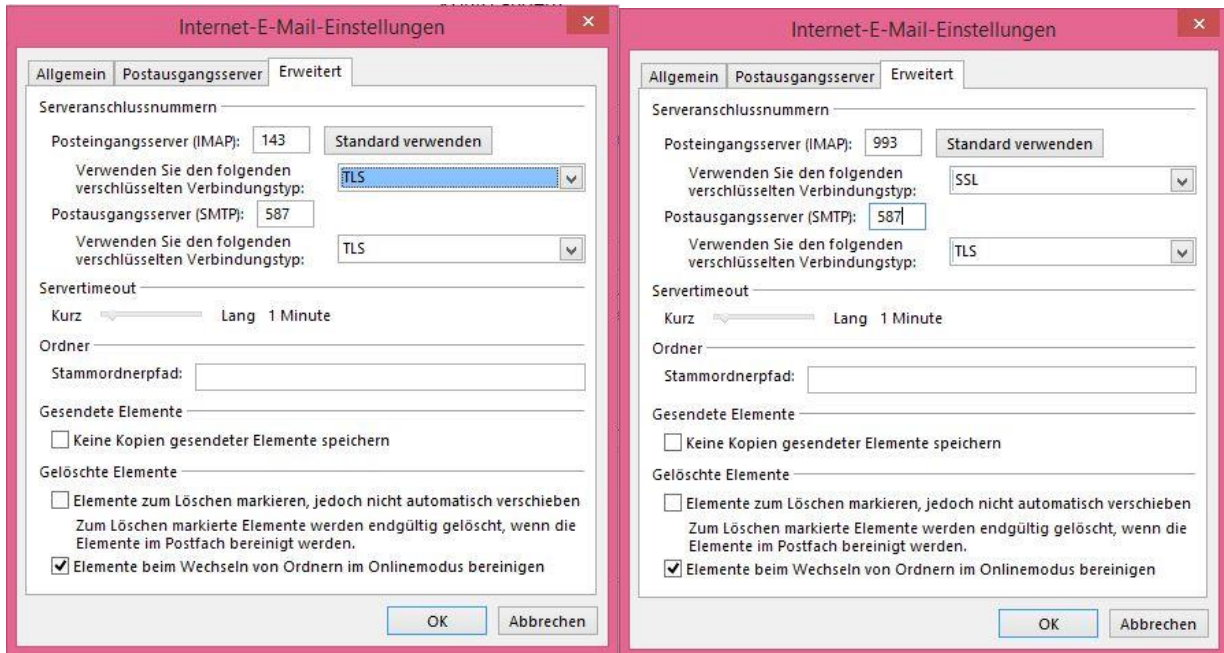 Internet-E-Mail-Einstellungen
Allgemein Postausgangsserver Erweitert
Serveranschlussnummern
Posteingangsserver (IMAP): 143 Standard verwenden
Verwenden Sie den folgenden
verschlüsselten Verbindungstyp: TLS
Postausgangsserver (SMTP): 587
Verwenden Sie den folgenden
verschlüsselten Verbindungstyp: TLS
Servertimeout
Kurz Lang 1 Minute
Ordner
Stammordnerpfad:
Gesendete Elemente
Keine Kopien gesendeter Elemente speichern
Gelöschte Elemente
Elemente zum Löschen markieren, jedoch nicht automatisch verschieben
Zum Löschen markierte Elemente werden endgültig gelöscht, wenn die
Elemente im Postfach bereinigt werden.
Elemente beim Wechseln von Ordnern im Onlinemodus bereinigen
OK Abbrechen
Internet-E-Mail-Einstellungen
Allgemein Postausgangsserver Erweitert
Serveranschlussnummern
Posteingangsserver (IMAP): 993 Standard verwenden
Verwenden Sie den folgenden
verschlüsselten Verbindungstyp: SSL
Postausgangsserver (SMTP): 587
Verwenden Sie den folgenden
verschlüsselten Verbindungstyp: TLS
Servertimeout
Kurz Lang 1 Minute
Ordner
Stammordnerpfad:
Gesendete Elemente
Keine Kopien gesendeter Elemente speichern
Gelöschte Elemente
Elemente zum Löschen markieren, jedoch nicht automatisch verschieben
Zum Löschen markierte Elemente werden endgültig gelöscht, wenn die
Elemente im Postfach bereinigt werden.
Elemente beim Wechseln von Ordnern im Onlinemodus bereinigen
OK Abbrechen